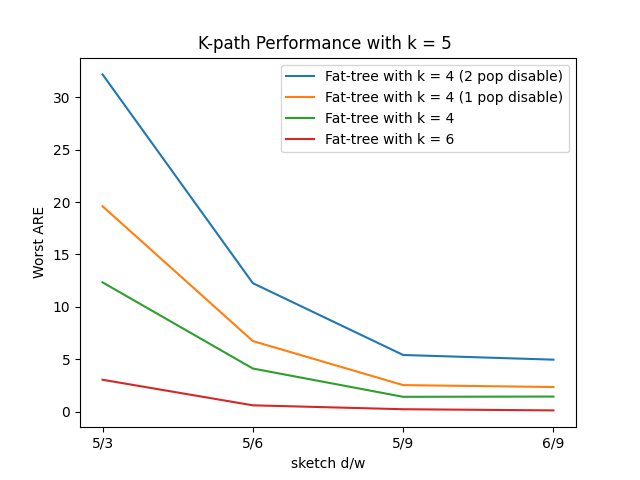 K-path Performance with k = 5
Fat-tree with k = 4 (2 pop disable)
Fat-tree with k = 4 (1 pop disable)
Fat-tree with k = 4
Fat-tree with k = 6
Worst ARE
30
25
20
15
10
5
0
5/3
5/6
5/9
6/9
sketch d/w